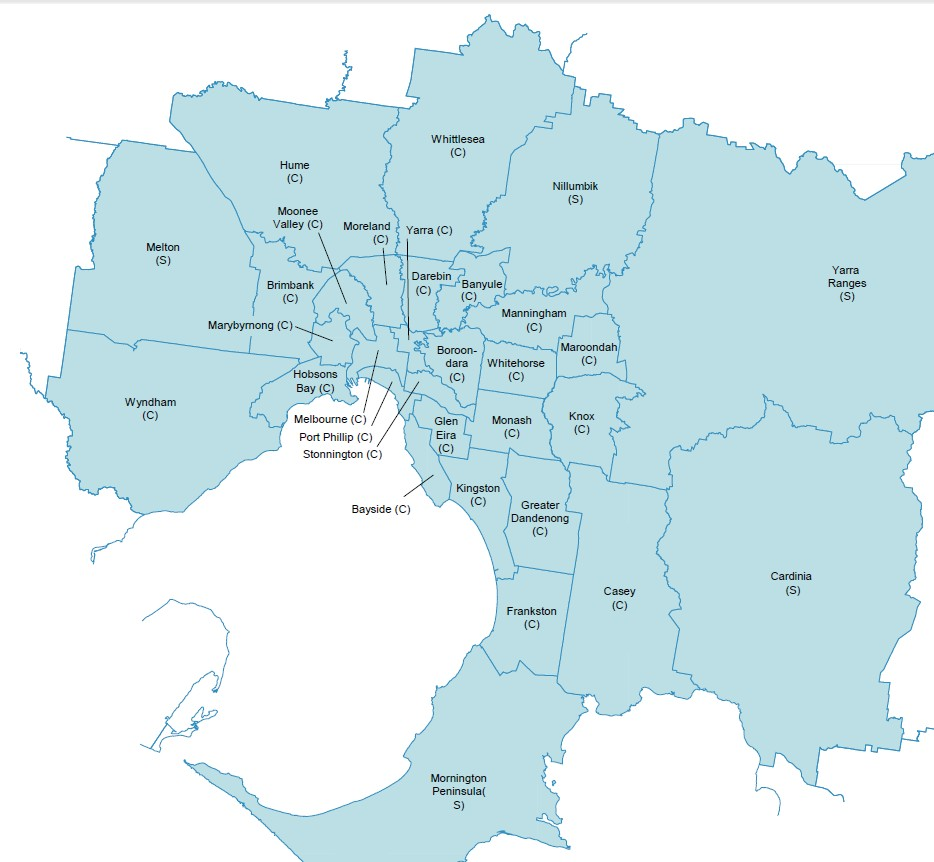 Whittlesea
(C)
Hume
(C)
Nillumbik
(S)
Moonee
Valley (C)
Moreland
(C)
Yarra (C)
Melton
(S)
Brimbank
(C)
Darebin
(C)
Banyule
(C)
Yarra
Ranges
(S)
Manningham
(C)
Marybyrnong (C)
Boroon-
dara
(C)
Whitehorse
(C)
Maroondah
(C)
Hobsons
Bay (C)
Wyndham
(C)
Melbourne (C)
Port Phillip (C)
Stonnington (C)
Glen
Eira
(C)
Monash
(C)
Knox
(C)
Bayside (C)
Kingston
(C)
Greater
Dandenong
(C)
Cardinia
(S)
Casey
(C)
Frankston
(C)
Mornington
Peninsula(
S)